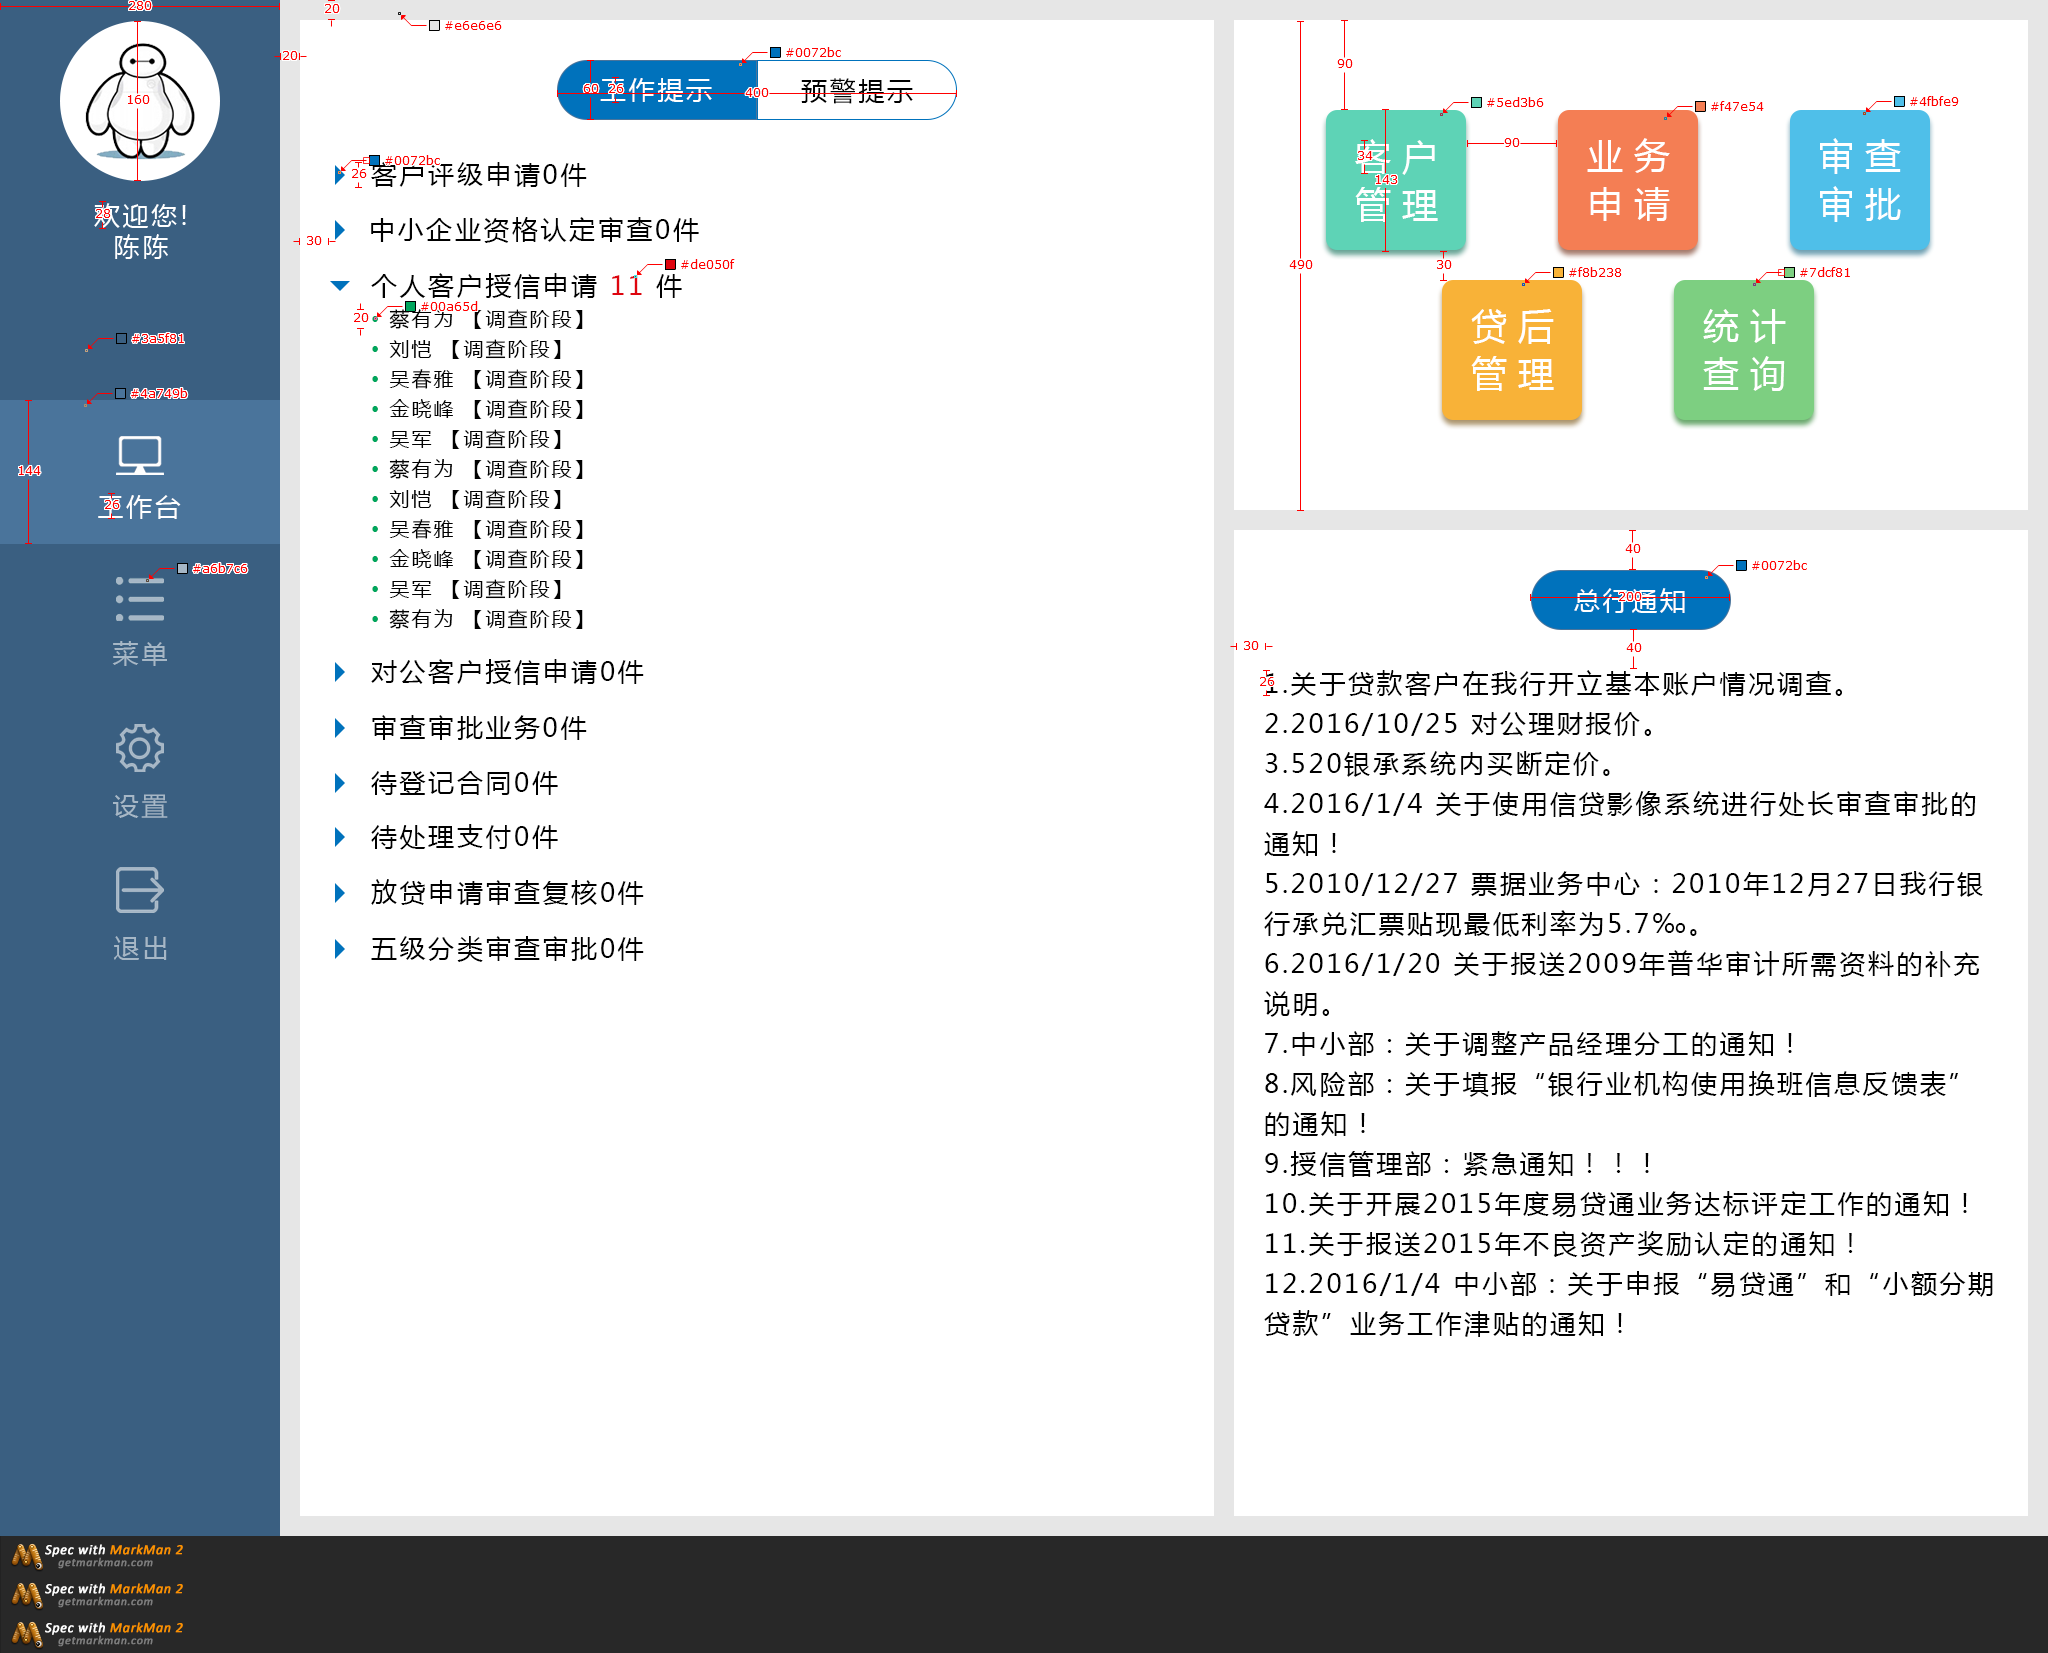 280
160
欢迎您!
28
陈陈
#3a5f81
#4a749b
144
工作台
26
#a6b7c6
菜单
设置
退出
20
#e6e6e6
20
#0072bc
工作提示
预警提示
60
26
400
#0072bc
26
客户评级申请0件
中小企业资格认定审查0件
30
#de050f
个人客户授信申请 11 件
#00a65d
20
• 蔡有为 【调查阶段】
• 刘恺 【调查阶段】
• 吴春雅 【调查阶段】
• 金晓峰 【调查阶段】
• 吴军 【调查阶段】
• 蔡有为 【调查阶段】
• 刘恺 【调查阶段】
• 吴春雅 【调查阶段】
• 金晓峰 【调查阶段】
• 吴军 【调查阶段】
• 蔡有为 【调查阶段】
对公客户授信申请0件
审查审批业务0件
待登记合同0件
待处理支付0件
放贷申请审查复核0件
五级分类审查审批0件
90
#5ed3b6
#f47e54
#4fbfe9
客户
管理
34
143
90
业务
申请
审查
审批
490
30
#f8b238
#7dcf81
贷后
管理
统计
查询
40
#0072bc
总行通知
200
30
40
26
1.关于贷款客户在我行开立基本账户情况调查。
2.2016/10/25 对公理财报价。
3.520银承系统内买断定价。
4.2016/1/4 关于使用信贷影像系统进行处长审查审批的
通知！
5.2010/12/27 票据业务中心：2010年12月27日我行银
行承兑汇票贴现最低利率为5.7‰。
6.2016/1/20 关于报送2009年普华审计所需资料的补充
说明。
7.中小部：关于调整产品经理分工的通知！
8.风险部：关于填报“银行业机构使用换班信息反馈表”
的通知！
9.授信管理部：紧急通知！！！
10.关于开展2015年度易贷通业务达标评定工作的通知！
11.关于报送2015年不良资产奖励认定的通知！
12.2016/1/4 中小部：关于申报“易贷通”和“小额分期
贷款”业务工作津贴的通知！
Spec with MarkMan 2
getmarkman.com
Spec with MarkMan 2
getmarkman.com
Spec with MarkMan 2
getmarkman.com